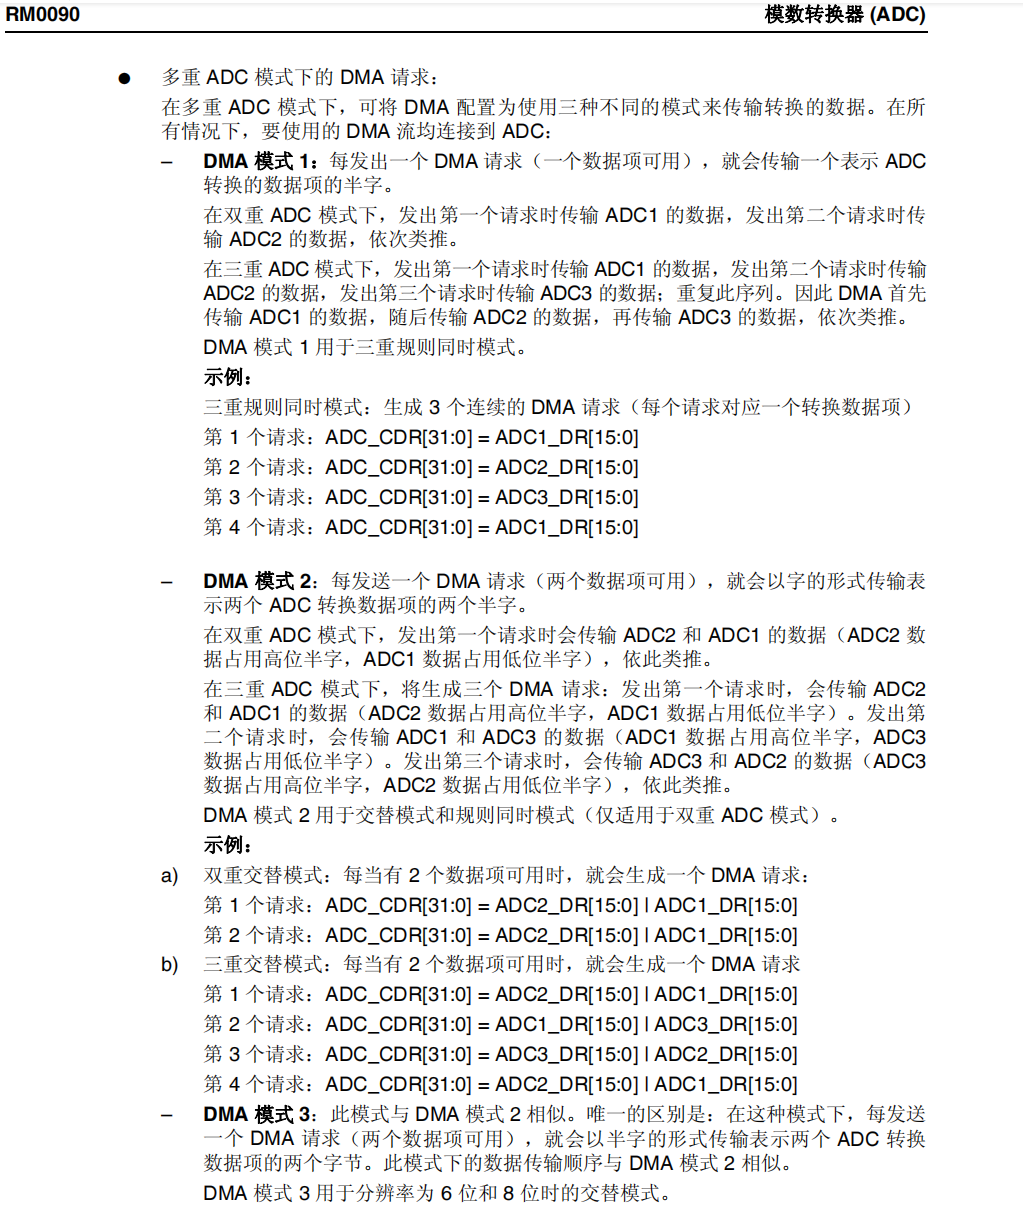 RM0090 模数转换器 (ADC)
● 多重 ADC 模式下的 DMA 请求：
在多重 ADC 模式下，可将 DMA 配置为使用三种不同的模式来传输转换的数据。在所
有情况下，要使用的 DMA 流均连接到 ADC：
– DMA 模式 1：每发出一个 DMA 请求（一个数据项可用），就会传输一个表示 ADC
转换的数据项的半字。
在双重 ADC 模式下，发出第一个请求时传输 ADC1 的数据，发出第二个请求时传
输 ADC2 的数据，依次类推。
在三重 ADC 模式下，发出第一个请求时传输 ADC1 的数据，发出第二个请求时传输
ADC2 的数据，发出第三个请求时传输 ADC3 的数据；重复此序列。因此 DMA 首先
传输 ADC1 的数据，随后传输 ADC2 的数据，再传输 ADC3 的数据，依次类推。
DMA 模式 1 用于三重规则同时模式。
示例：
三重规则同时模式：生成 3 个连续的 DMA 请求（每个请求对应一个转换数据项）
第 1 个请求：ADC_CDR[31:0] = ADC1_DR[15:0]
第 2 个请求：ADC_CDR[31:0] = ADC2_DR[15:0]
第 3 个请求：ADC_CDR[31:0] = ADC3_DR[15:0]
第 4 个请求：ADC_CDR[31:0] = ADC1_DR[15:0]
– DMA 模式 2：每发送一个 DMA 请求（两个数据项可用），就会以字的形式传输表
示两个 ADC 转换数据项的两个半字。
在双重 ADC 模式下，发出第一个请求时会传输 ADC2 和 ADC1 的数据（ADC2 数
据占用高位半字，ADC1 数据占用低位半字），依此类推。
在三重 ADC 模式下，将生成三个 DMA 请求：发出第一个请求时，会传输 ADC2
和 ADC1 的数据（ADC2 数据占用高位半字，ADC1 数据占用低位半字）。发出第
二个请求时，会传输 ADC1 和 ADC3 的数据（ADC1 数据占用高位半字，ADC3
数据占用低位半字）。发出第三个请求时，会传输 ADC3 和 ADC2 的数据（ADC3
数据占用高位半字，ADC2 数据占用低位半字），依此类推。
DMA 模式 2 用于交替模式和规则同时模式（仅适用于双重 ADC 模式）。
示例：
a) 双重交替模式：每当有 2 个数据项可用时，就会生成一个 DMA 请求：
第 1 个请求：ADC_CDR[31:0] = ADC2_DR[15:0] | ADC1_DR[15:0]
第 2 个请求：ADC_CDR[31:0] = ADC2_DR[15:0] | ADC1_DR[15:0]
b) 三重交替模式：每当有 2 个数据项可用时，就会生成一个 DMA 请求
第 1 个请求：ADC_CDR[31:0] = ADC2_DR[15:0] | ADC1_DR[15:0]
第 2 个请求：ADC_CDR[31:0] = ADC1_DR[15:0] | ADC3_DR[15:0]
第 3 个请求：ADC_CDR[31:0] = ADC3_DR[15:0] | ADC2_DR[15:0]
第 4 个请求：ADC_CDR[31:0] = ADC2_DR[15:0] | ADC1_DR[15:0]
– DMA 模式 3：此模式与 DMA 模式 2 相似。唯一的区别是：在这种模式下，每发送
一个 DMA 请求（两个数据项可用），就会以半字的形式传输表示两个 ADC 转换
数据项的两个字节。此模式下的数据传输顺序与 DMA 模式 2 相似。
DMA 模式 3 用于分辨率为 6 位和 8 位时的交替模式。